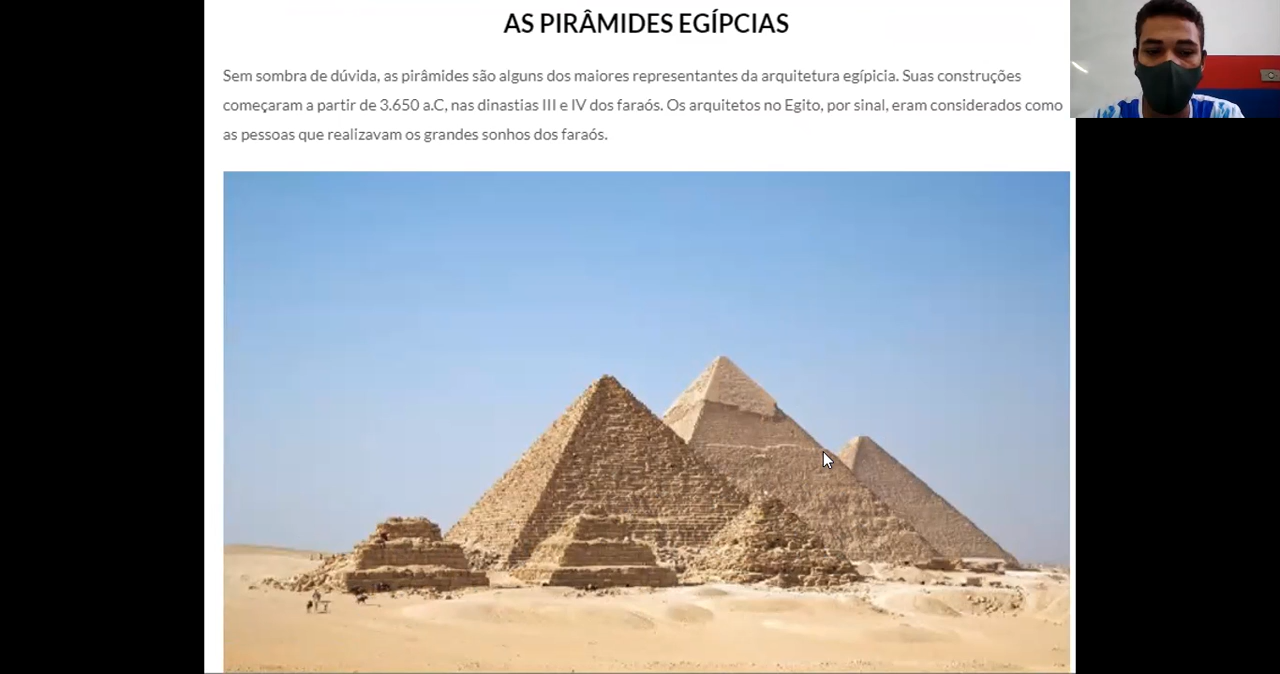 AS PIRÂMIDES EGÍPCIAS
Sem sombra de dúvida, as pirâmides são alguns dos maiores representantes da arquitetura egípicia. Suas construções
começaram a partir de 3.650 a.C, nas dinastias III e IV dos faraós. Os arquitetos no Egito, por sinal, eram considerados como
as pessoas que realizavam os grandes sonhos dos faraós.